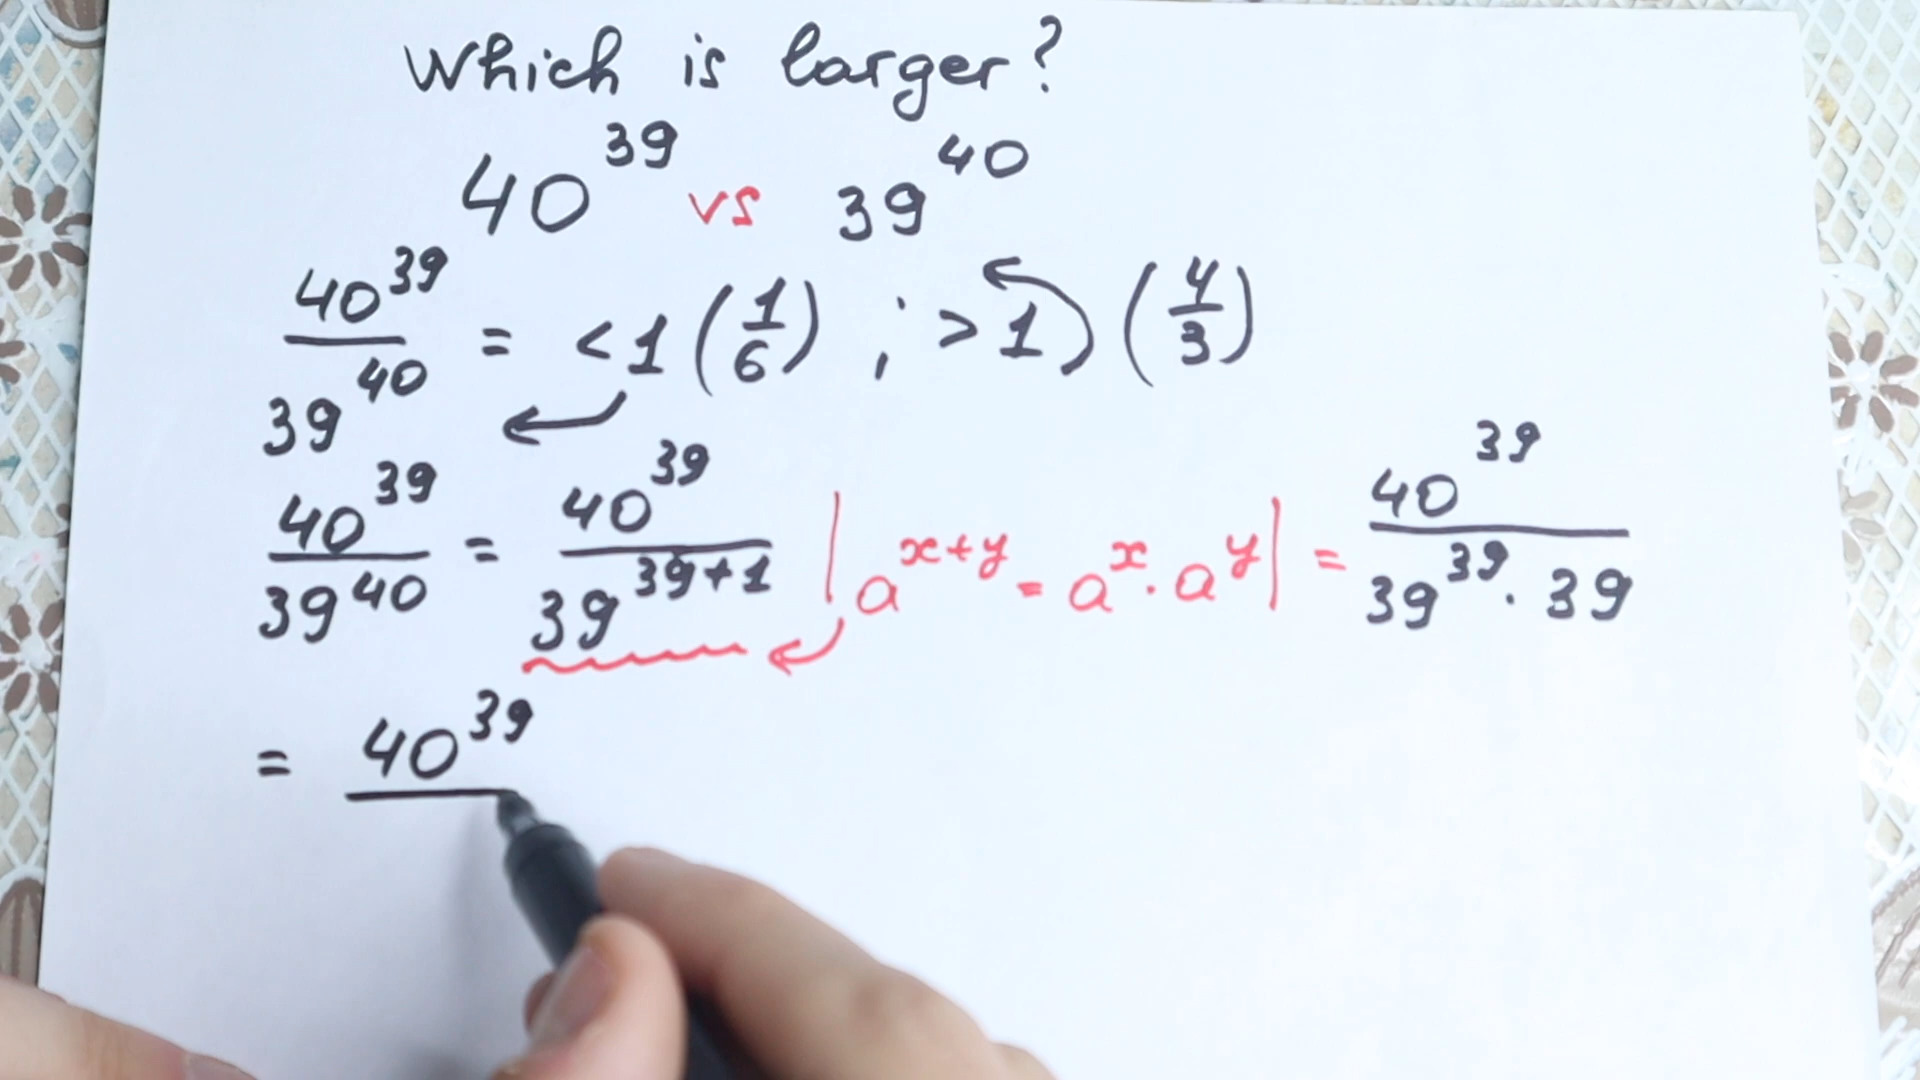 Which is larger?
40^39 vs 39^40
40^39/39^40 = <1 (1/6) ; >1 (4/3)
40^39/39^40 = 40^39/39^(39+1) | a^(x+y) = a^x · a^y | = 40^39/(39^39 · 39)
= 40^39